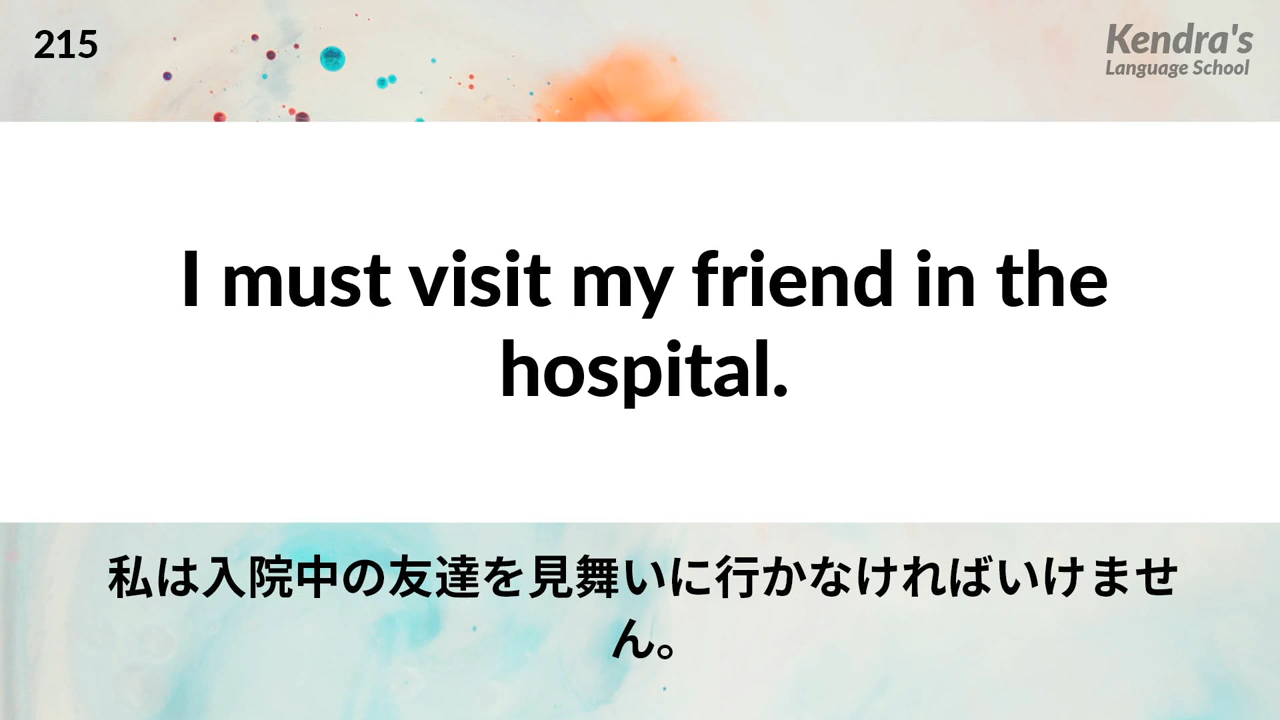 215
Kendra's
Language School
I must visit my friend in the
hospital.
私は入院中の友達を見舞いに行かなければいけませ
ん。